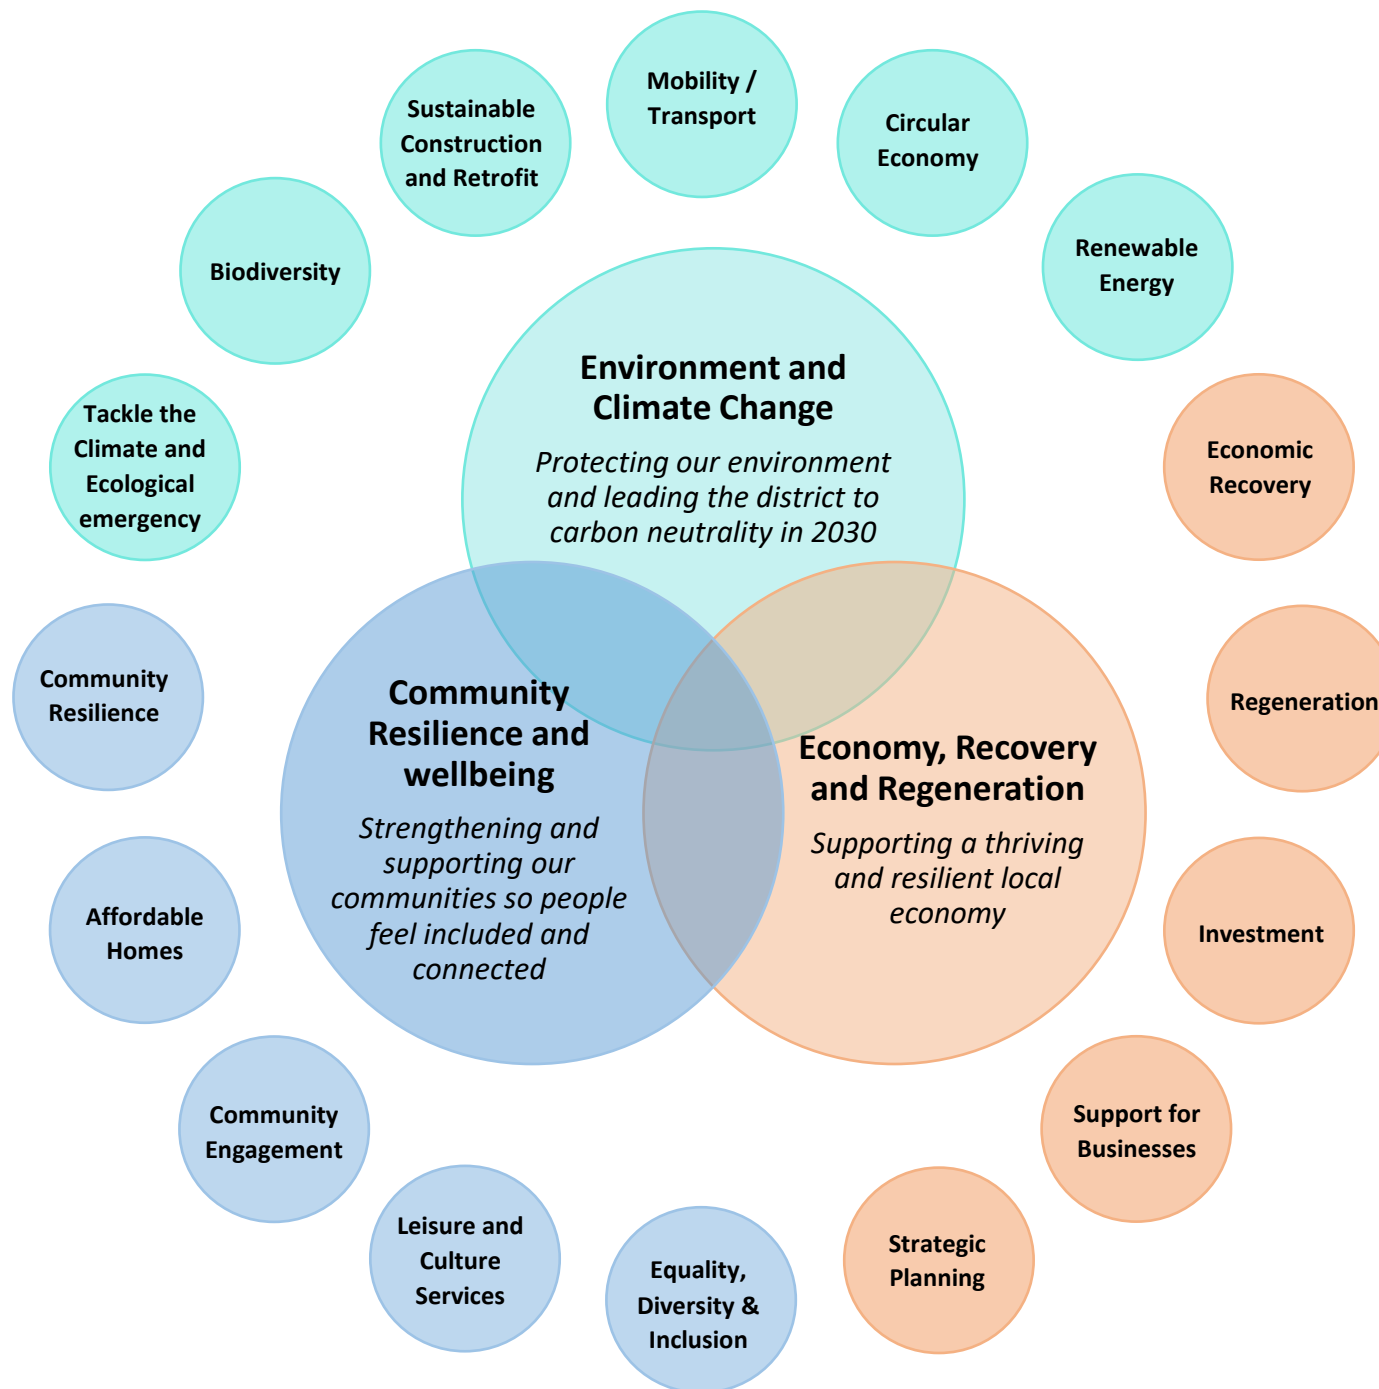 Mobility /
Transport
Sustainable
Construction
and Retrofit
Circular
Economy
Biodiversity
Renewable
Energy
Environment and
Climate Change
Protecting our environment
and leading the district to
carbon neutrality in 2030
Tackle the
Climate and
Ecological
emergency
Economic
Recovery
Community
Resilience
Community
Resilience and
wellbeing
Strengthening and
supporting our
communities so people
feel included and
connected
Economy, Recovery
and Regeneration
Supporting a thriving
and resilient local
economy
Regeneration
Affordable
Homes
Investment
Community
Engagement
Support for
Businesses
Leisure and
Culture
Services
Equality,
Diversity &
Inclusion
Strategic
Planning